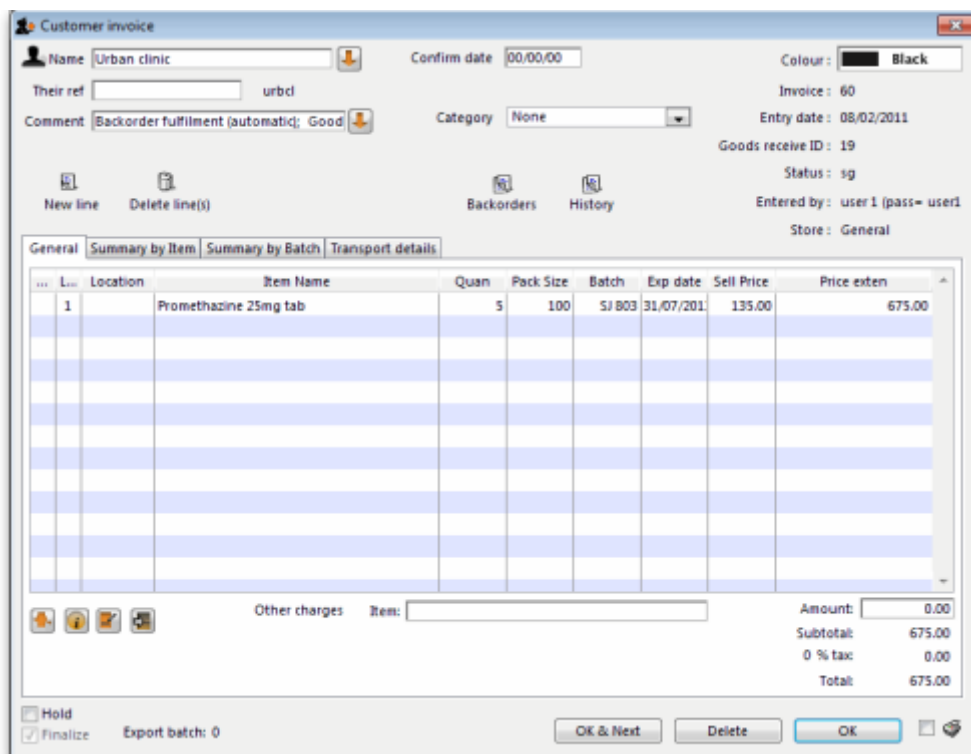 Customer invoice
Name Urban clinic Confirm date 00/00/00 Colour : Black
Their ref urbcl Invoice : 60
Comment Backorder fulfilment (automatic); Good Category None Entry date : 08/02/2011
Goods receive ID : 19
Status : sg
New line Delete line(s) Backorders History Entered by : user 1 (pass= user1
Store : General
General Summary by Item Summary by Batch Transport details
... L... Location Item Name Quan Pack Size Batch Exp date Sell Price Price exten
1 Promethazine 25mg tab 5 100 SJ 803 31/07/201 135.00 675.00
Other charges Item: Amount: 0.00
Subtotal: 675.00
0 % tax: 0.00
Total: 675.00
Hold
Finalize Export batch: 0 OK & Next Delete OK